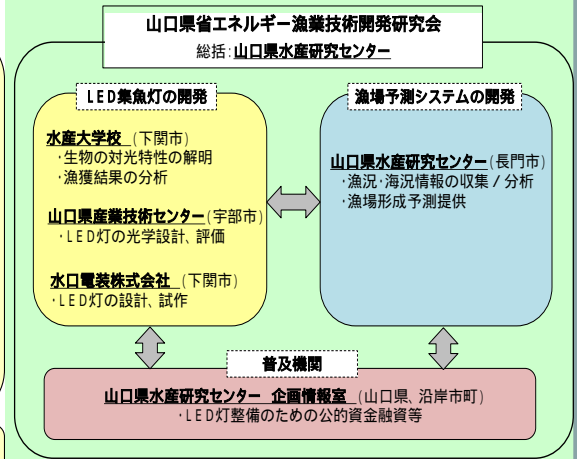 山口県省エネルギー漁業技術開発研究会
総括:山口県水産研究センター
LED集魚灯の開発
水産大学校 (下関市)
・生物の対光特性の解明
・漁獲結果の分析
山口県産業技術センター(宇部市)
・LED灯の光学設計、評価
水口電装株式会社 (下関市)
・LED灯の設計、試作
漁場予測システムの開発
山口県水産研究センター(長門市)
・漁況・海況情報の収集/分析
・漁場形成予測提供
普及機関
山口県水産研究センター 企画情報室 (山口県、沿岸市町)
・LED灯整備のための公的資金融資等